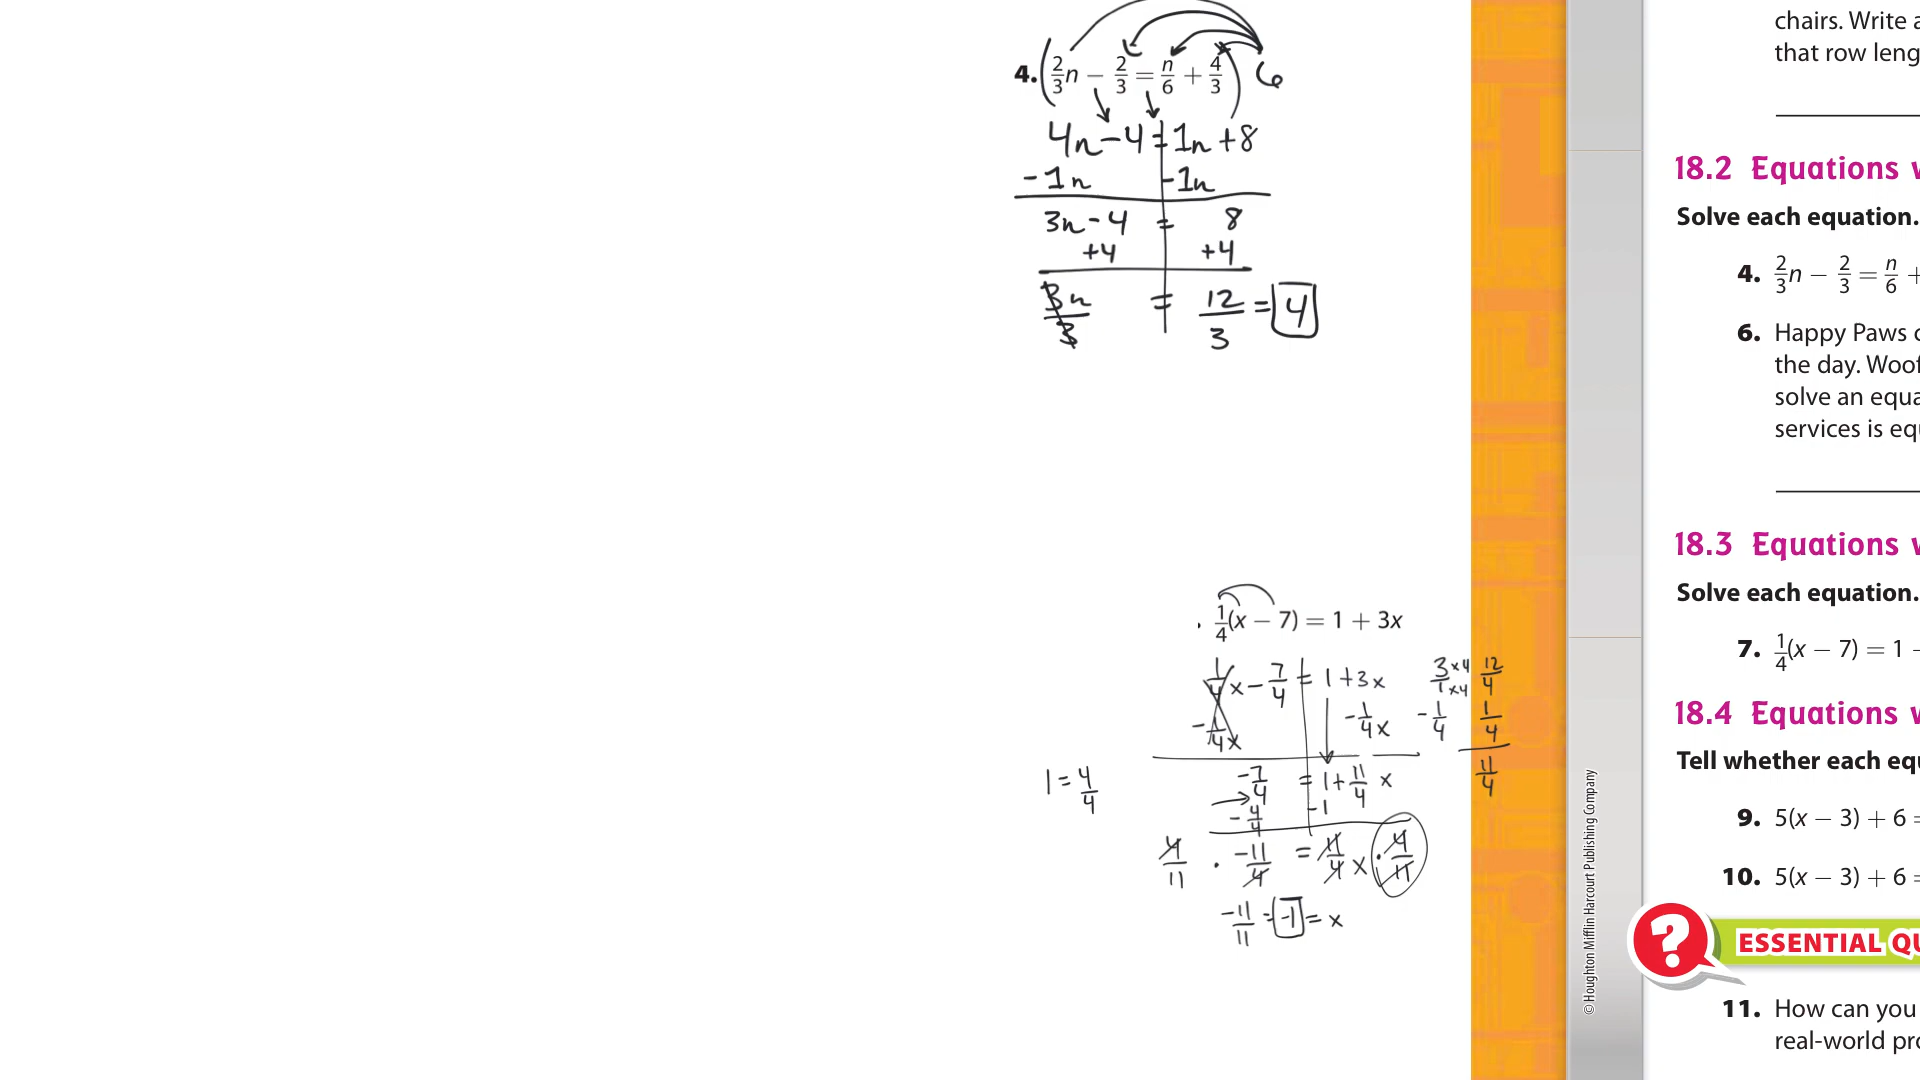 4. (2/3 n − 2/3 = n/6 + 4/3) 6
4n − 4 = 1n + 8
−1n −1n
3n − 4 = 8
+4 +4
3n/3 = 12/3 = 4
1/4(x − 7) = 1 + 3x
1/4 x − 7/4 = 1 + 3x
−1/4 x −1/4 x
−7/4 = 1 + 11/4 x
−4/4 −1
4/11 · −11/4 = 11/4 x · 4/11
−11/11 = −1 = x
1 = 4/4
3/1 ×4 ×4 12/4
−1/4 1/4
11/4
© Houghton Mifflin Harcourt Publishing Company
chairs. Write
that row leng
18.2 Equations
Solve each equation.
4. 2/3 n − 2/3 = n/6 +
6. Happy Paws
the day. Woof
solve an equa
services is equ
18.3 Equations
Solve each equation.
7. 1/4(x − 7) = 1
18.4 Equations
Tell whether each equ
9. 5(x − 3) + 6 =
10. 5(x − 3) + 6 =
?
ESSENTIAL QU
11. How can you
real-world pro